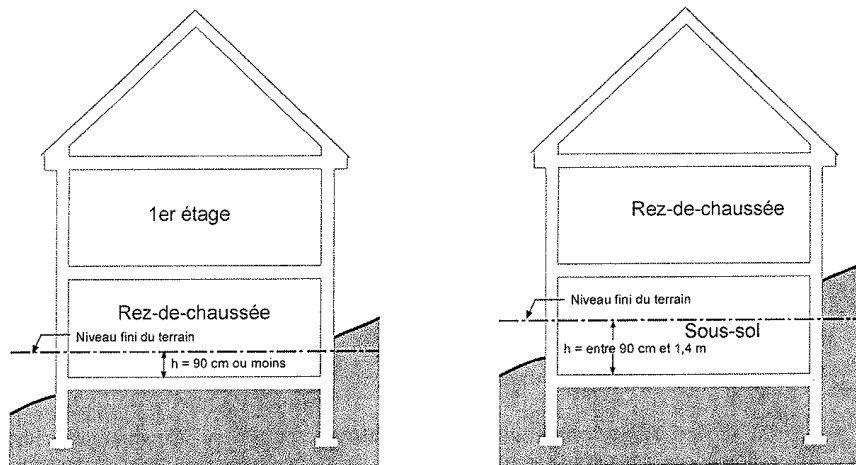 1er étage
Rez-de-chaussée
Niveau fini du terrain
h = 90 cm ou moins
Rez-de-chaussée
Niveau fini du terrain
Sous-sol
h = entre 90 cm et 1,4 m